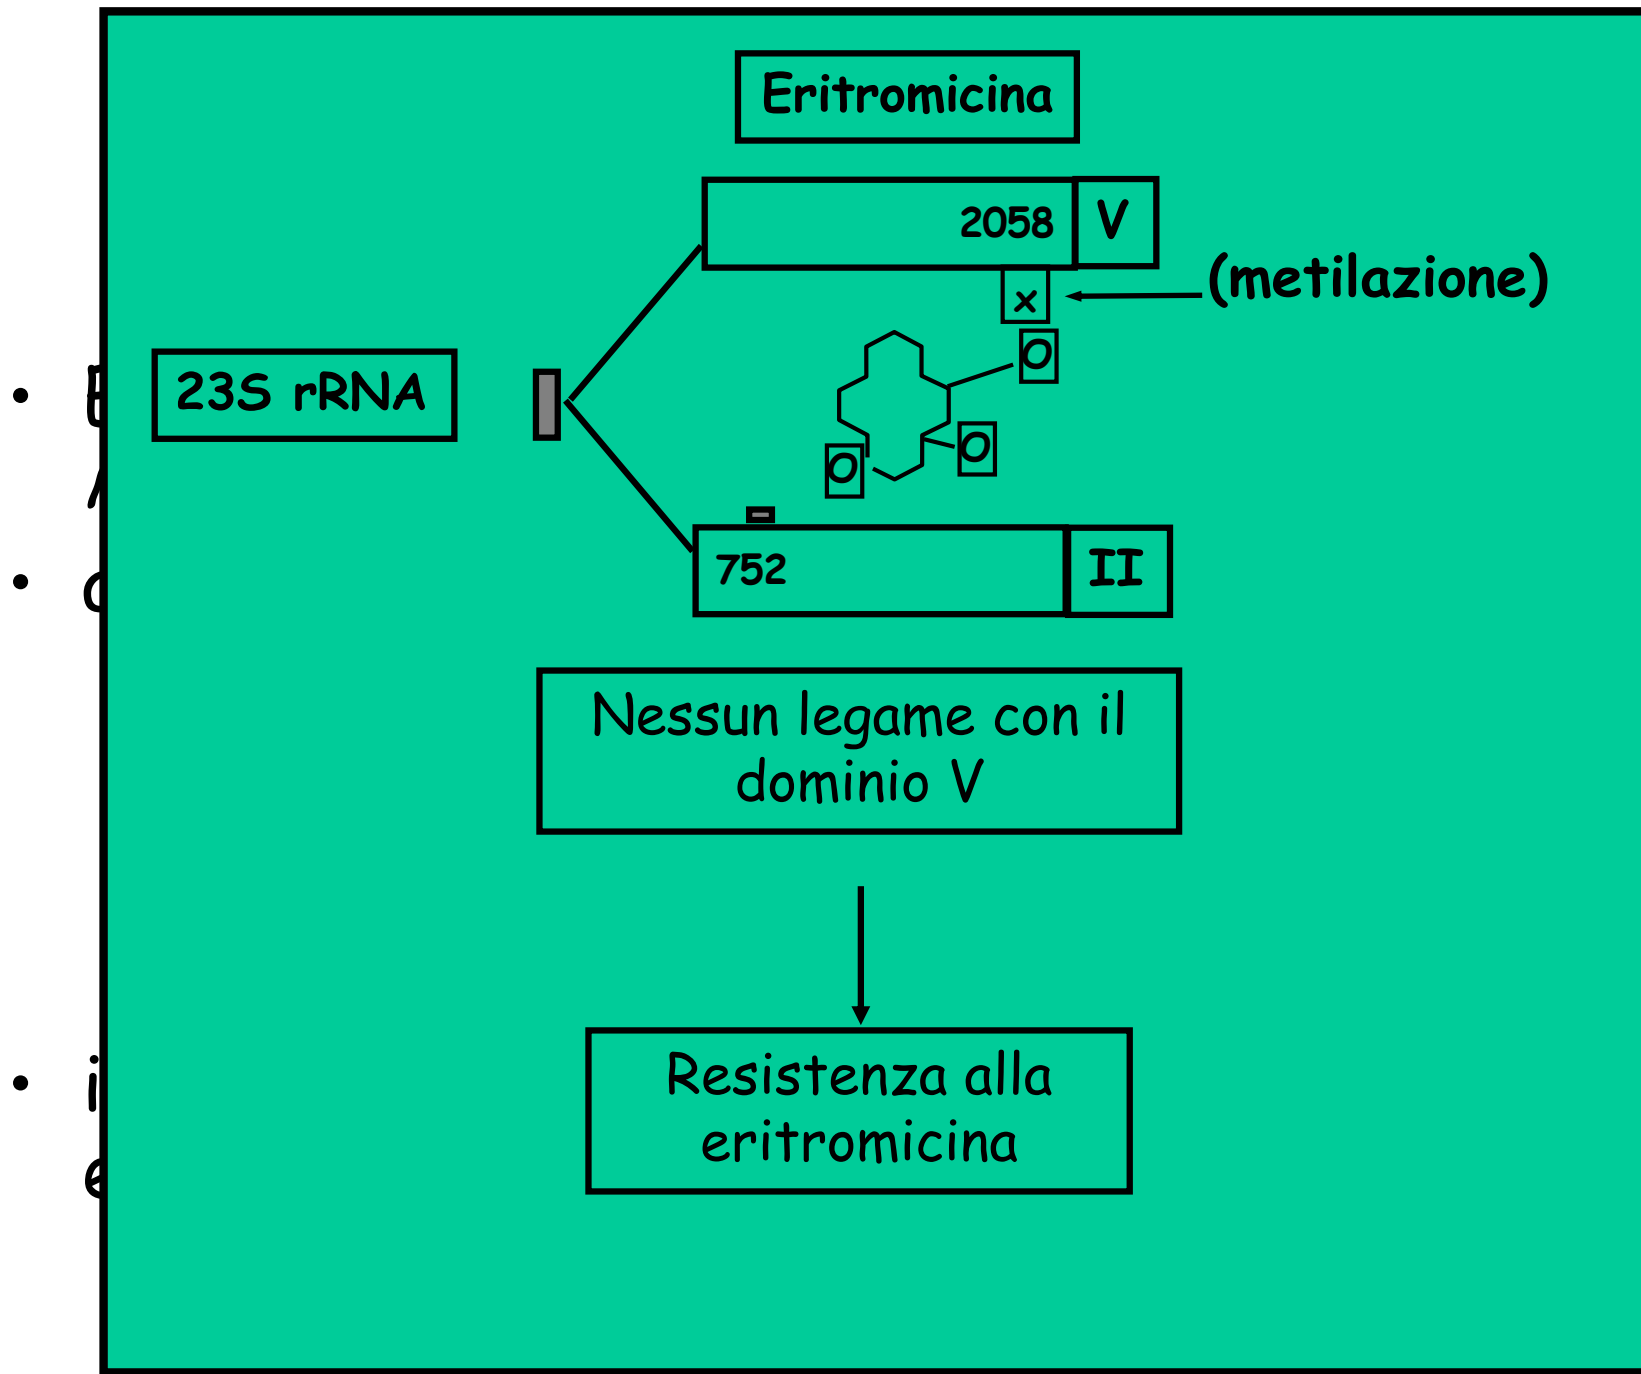 Eritromicina
2058 V
(metilazione)
x
O
23S rRNA
O
O
752 II
Nessun legame con il
dominio V
Resistenza alla
eritromicina